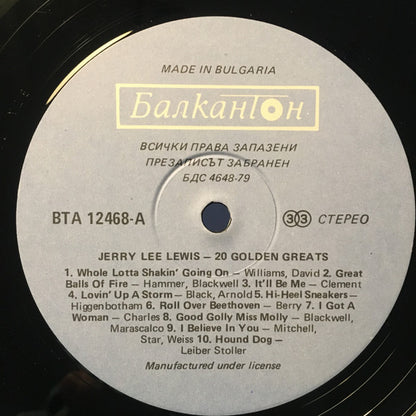 MADE IN BULGARIA
Балкантон
ВСИЧКИ ПРАВА ЗАПАЗЕНИ
ПРЕЗАПИСЪТ ЗАБРАНЕН
БДС 4648-79
ВТА 12468-А
33 СТЕРЕО
JERRY LEE LEWIS — 20 GOLDEN GREATS
1. Whole Lotta Shakin' Going On — Williams, David 2. Great
Balls Of Fire — Hammer, Blackwell 3. It'll Be Me — Clement
4. Lovin' Up A Storm — Black, Arnold 5. Hi-Heel Sneakers —
Higgenbotham 6. Roll Over Beethoven — Berry 7. I Got A
Woman — Charles 8. Good Golly Miss Molly — Blackwell,
Marascalco 9. I Believe In You — Mitchell,
Star, Weiss 10. Hound Dog —
Leiber Stoller
Manufactured under license